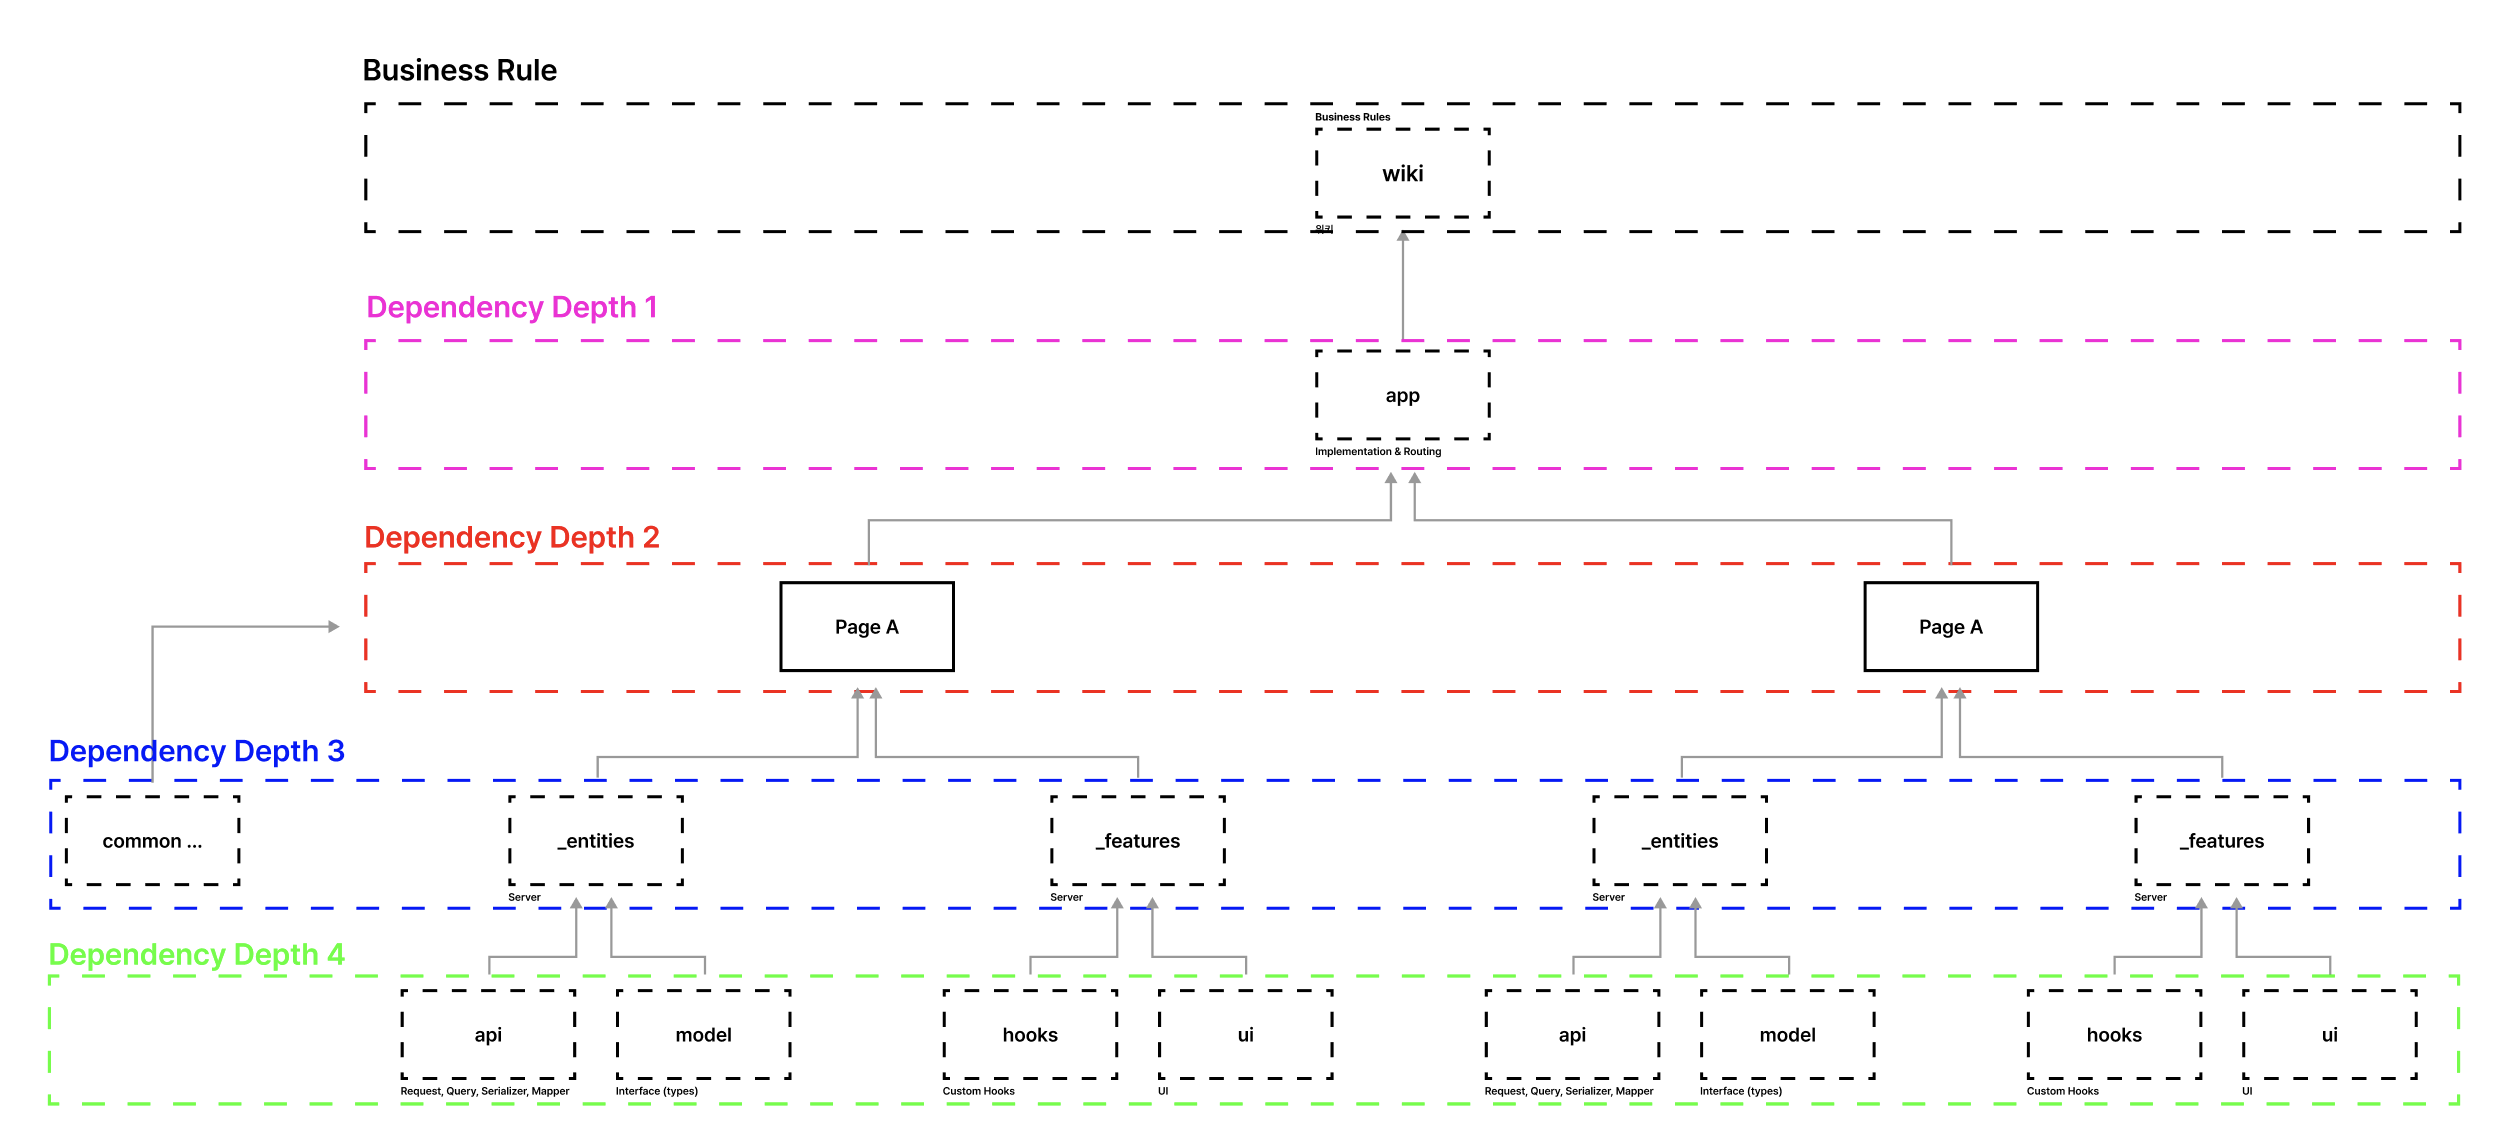 Business Rule
Business Rules
wiki
위키
Dependency Depth 1
app
Implementation & Routing
Dependency Depth 2
Page A
Page A
Dependency Depth 3
common ...
_entities
_features
_entities
_features
Server
Server
Server
Server
Dependency Depth 4
api
model
hooks
ui
api
model
hooks
ui
Request, Query, Serializer, Mapper
Interface (types)
Custom Hooks
UI
Request, Query, Serializer, Mapper
Interface (types)
Custom Hooks
UI